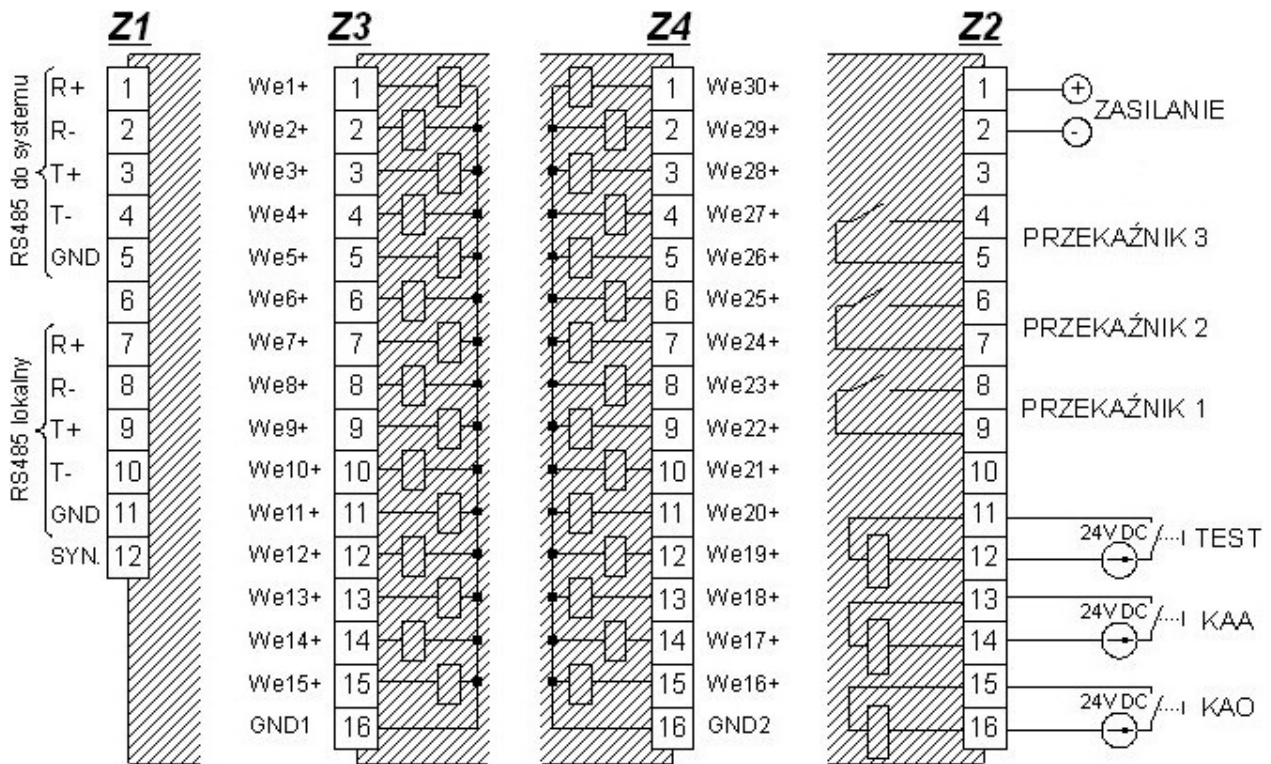 Z1
RS485 do systemu
R+ 1
R- 2
T+ 3
T- 4
GND 5
6
RS485 lokalny
R+ 7
R- 8
T+ 9
T- 10
GND 11
SYN. 12
Z3
We1+ 1
We2+ 2
We3+ 3
We4+ 4
We5+ 5
We6+ 6
We7+ 7
We8+ 8
We9+ 9
We10+ 10
We11+ 11
We12+ 12
We13+ 13
We14+ 14
We15+ 15
GND1 16
Z4
1 We30+
2 We29+
3 We28+
4 We27+
5 We26+
6 We25+
7 We24+
8 We23+
9 We22+
10 We21+
11 We20+
12 We19+
13 We18+
14 We17+
15 We16+
16 GND2
Z2
1 +
ZASILANIE
2 -
3
4
PRZEKAŹNIK 3
5
6
PRZEKAŹNIK 2
7
8
PRZEKAŹNIK 1
9
10
11
24V DC TEST
12
13
24V DC KAA
14
15
24V DC KAO
16